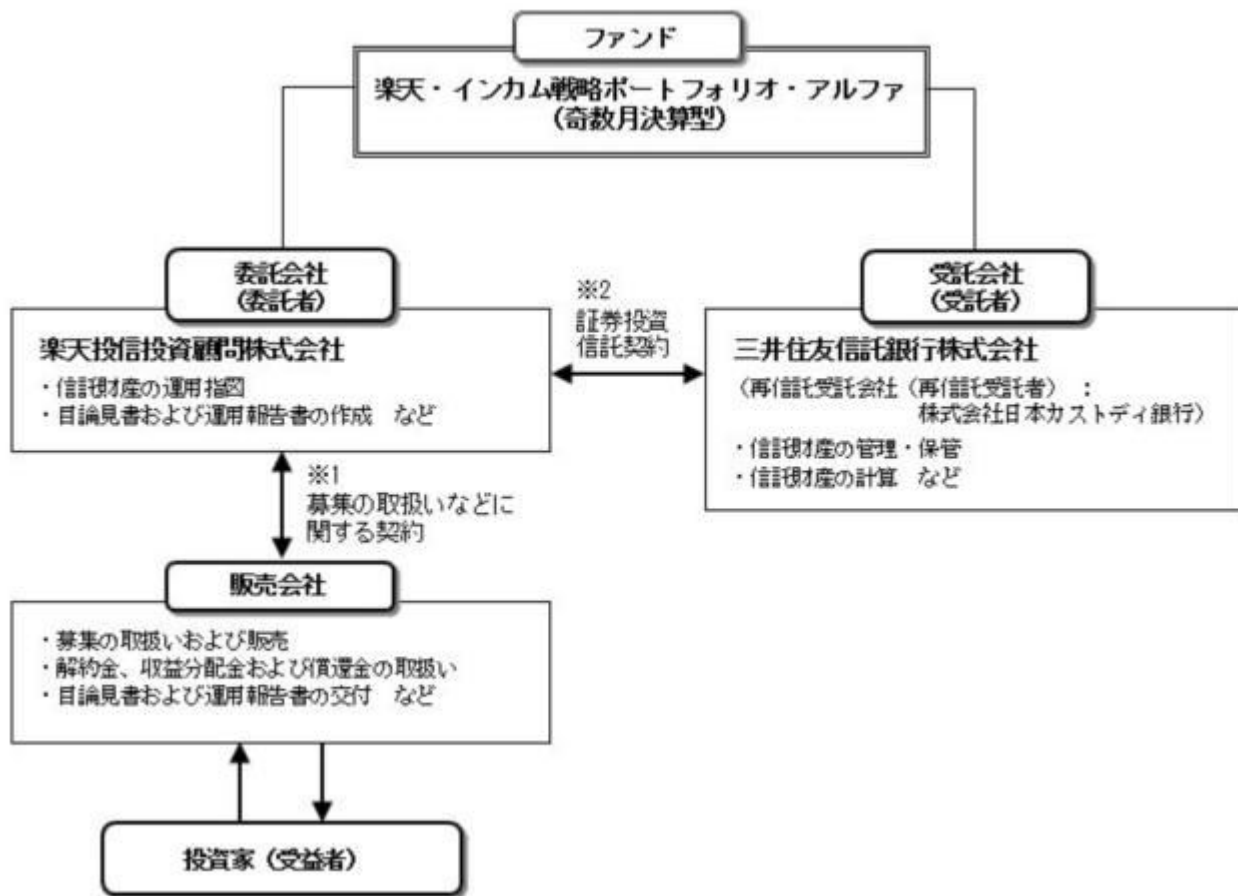 ファンド
楽天・インカム戦略ポートフォリオ・アルファ
(奇数月決算型)
委託会社
(委託者)
楽天投信投資顧問株式会社
・信託財産の運用指図
・目論見書および運用報告書の作成 など
※2
証券投資
信託契約
受託会社
(受託者)
三井住友信託銀行株式会社
(再信託受託会社(再信託受託者) :
株式会社日本カストディ銀行)
・信託財産の管理・保管
・信託財産の計算 など
※1
募集の取扱いなどに
関する契約
販売会社
・募集の取扱いおよび販売
・解約金、収益分配金および償還金の取扱い
・目論見書および運用報告書の交付 など
投資家(受益者)